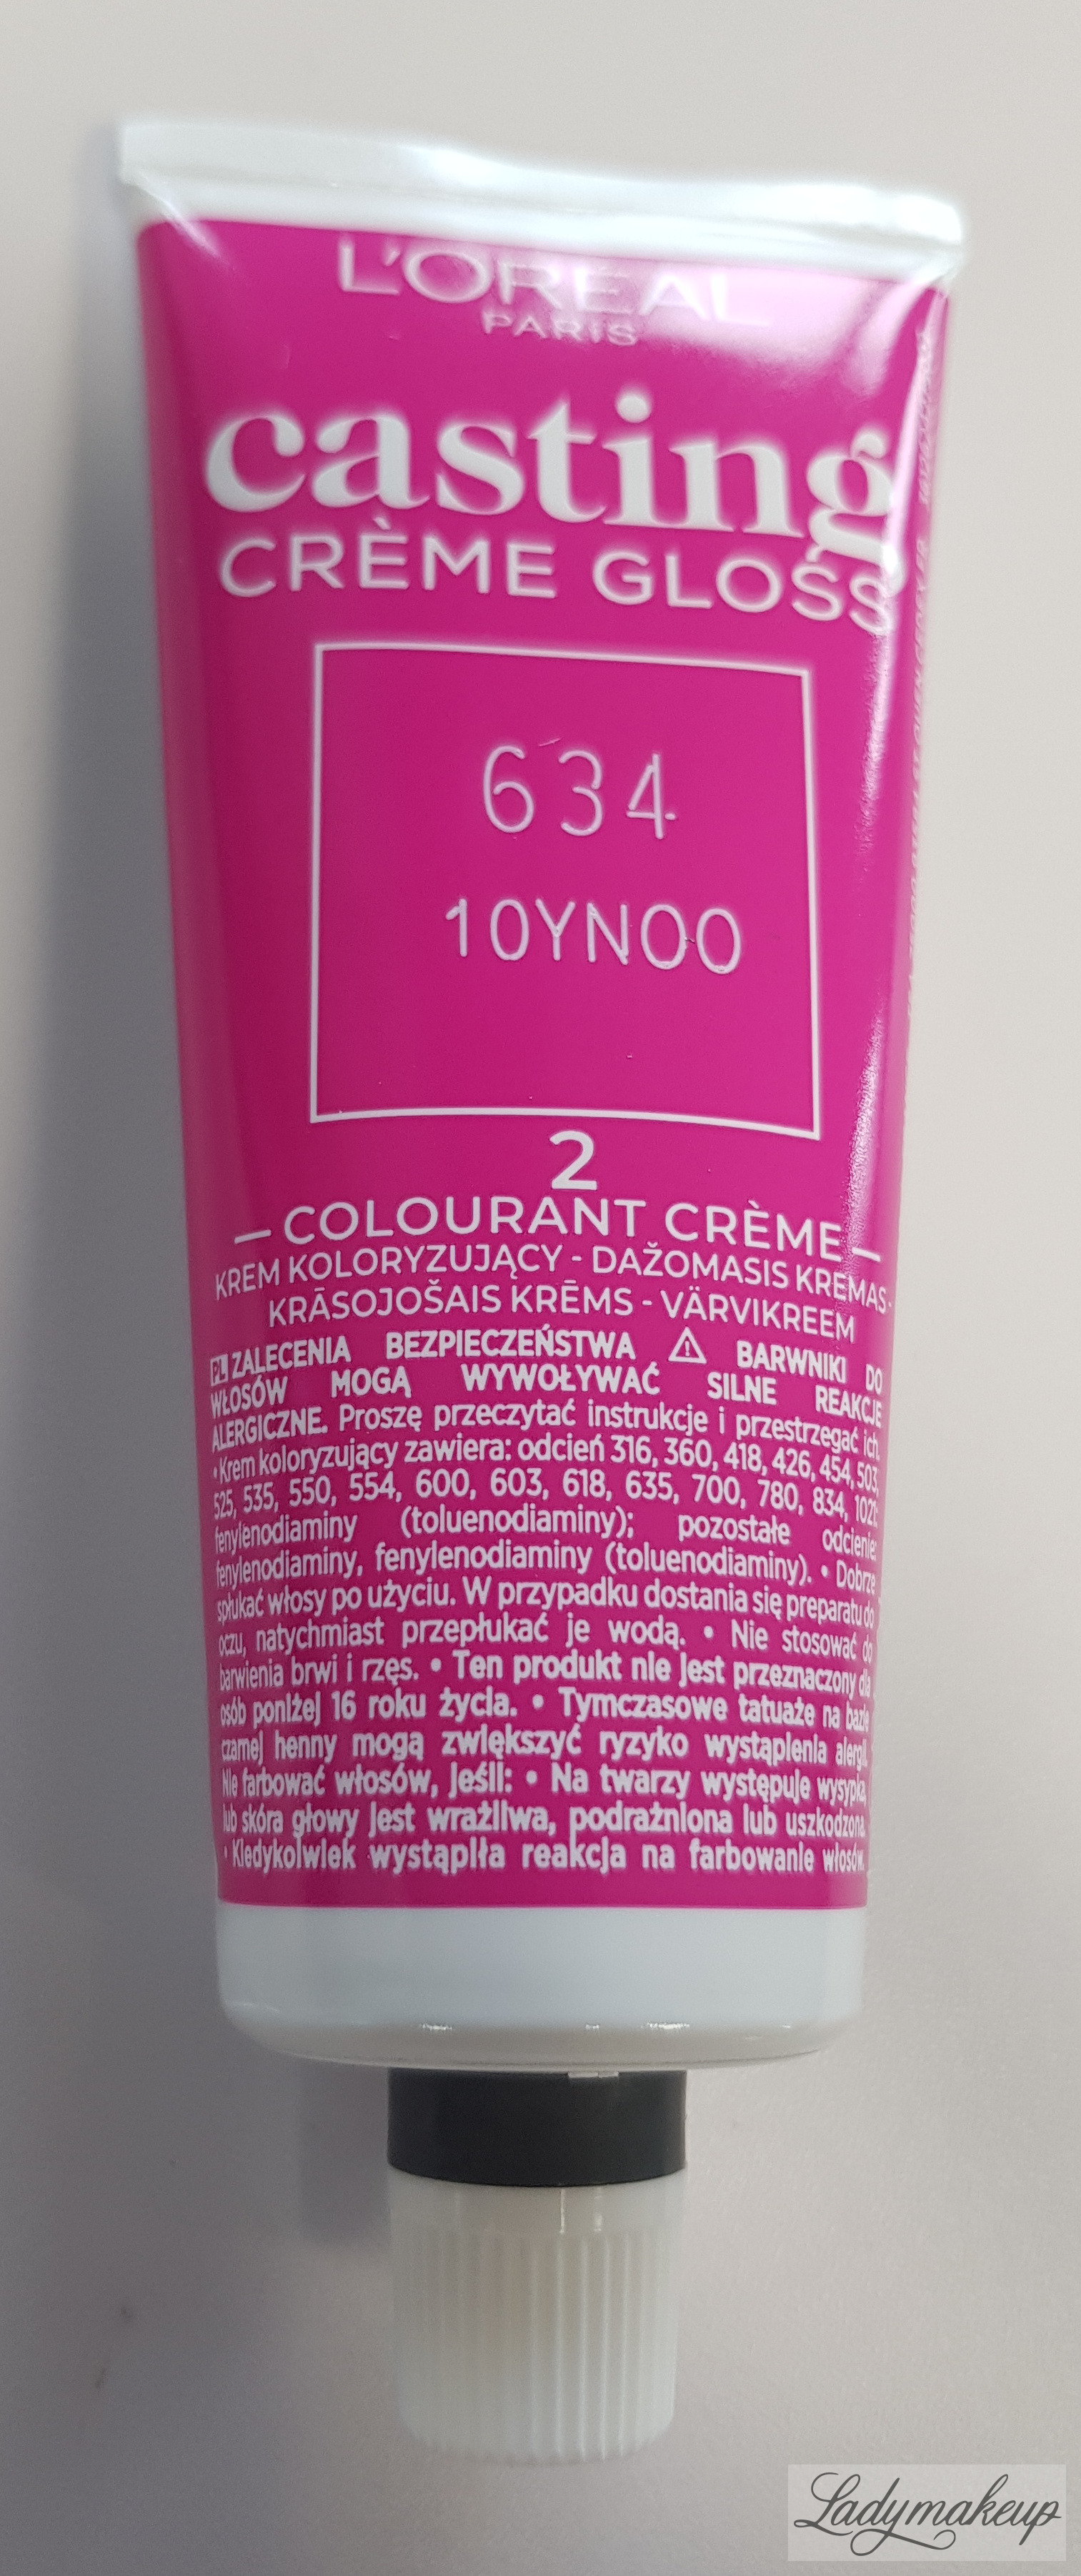 L'ORÉAL
PARIS
casting
CRÈME GLOSS
634
10YN00
2
— COLOURANT CRÈME —
KREM KOLORYZUJĄCY - DAŽOMASIS KREMAS -
KRĀSOJOŠAIS KRĒMS - VÄRVIKREEM
PL ZALECENIA BEZPIECZEŃSTWA ⚠ BARWNIKI DO
WŁOSÓW MOGĄ WYWOŁYWAĆ SILNE REAKCJE
ALERGICZNE. Proszę przeczytać instrukcje i przestrzegać ich.
• Krem koloryzujący zawiera: odcień 316, 360, 418, 426, 454, 503,
525, 535, 550, 554, 600, 603, 618, 635, 700, 780, 834, 1021:
fenylenodiaminy (toluenodiaminy); pozostałe odcienie:
fenylenodiaminy, fenylenodiaminy (toluenodiaminy). • Dobrze
spłukać włosy po użyciu. W przypadku dostania się preparatu do
oczu, natychmiast przepłukać je wodą. • Nie stosować do
barwienia brwi i rzęs. • Ten produkt nie jest przeznaczony dla
osób poniżej 16 roku życia. • Tymczasowe tatuaże na bazie
czarnej henny mogą zwiększyć ryzyko wystąpienia alergii.
Nie farbować włosów, jeśli: • Na twarzy występuje wysypka,
lub skóra głowy jest wrażliwa, podrażniona lub uszkodzona.
• Kiedykolwiek wystąpiła reakcja na farbowanie włosów.
Ladymakeup